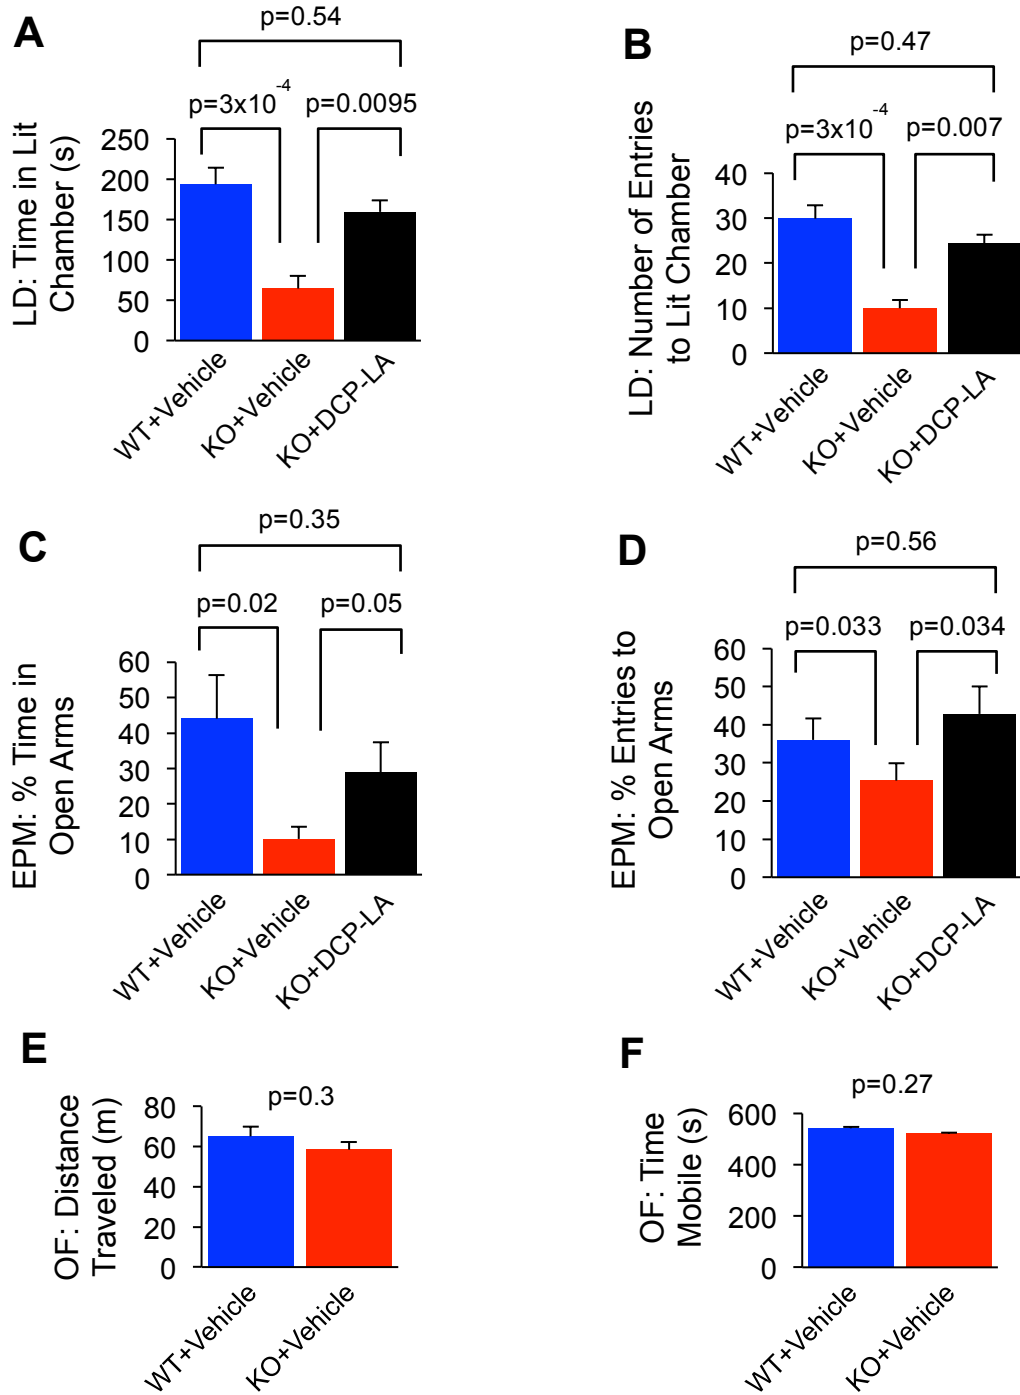 A
p=0.54
p=3x10-4
p=0.0095
LD: Time in Lit
Chamber (s)
250
200
150
100
50
0
WT+Vehicle
KO+Vehicle
KO+DCP-LA
B
p=0.47
p=3x10-4
p=0.007
LD: Number of Entries
to Lit Chamber
40
30
20
10
0
WT+Vehicle
KO+Vehicle
KO+DCP-LA
C
p=0.35
p=0.02
p=0.05
EPM: % Time in
Open Arms
60
50
40
30
20
10
0
WT+Vehicle
KO+Vehicle
KO+DCP-LA
D
p=0.56
p=0.033
p=0.034
EPM: % Entries to
Open Arms
60
50
40
30
20
10
0
WT+Vehicle
KO+Vehicle
KO+DCP-LA
E
p=0.3
OF: Distance
Traveled (m)
80
60
40
20
0
WT+Vehicle
KO+Vehicle
F
p=0.27
OF: Time
Mobile (s)
600
400
200
0
WT+Vehicle
KO+Vehicle